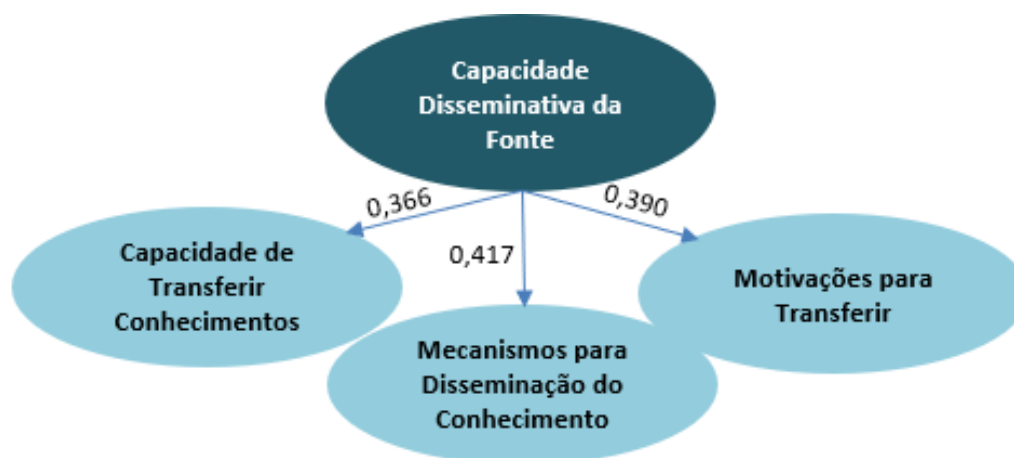 Capacidade
Disseminativa da
Fonte
0,366
0,390
0,417
Capacidade de
Transferir
Conhecimentos
Motivações para
Transferir
Mecanismos para
Disseminação do
Conhecimento